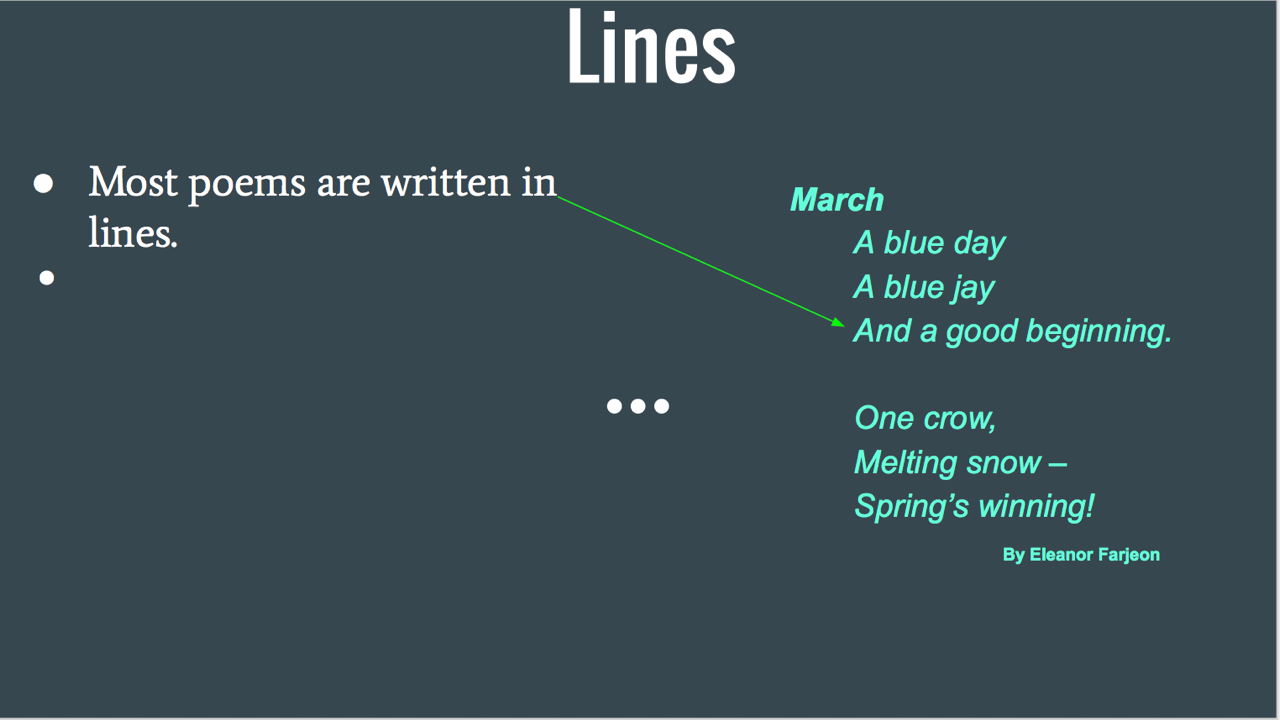 Lines
● Most poems are written in
lines.
●
...
March
A blue day
A blue jay
And a good beginning.
One crow,
Melting snow –
Spring’s winning!
By Eleanor Farjeon